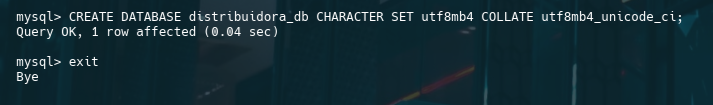 mysql> CREATE DATABASE distribuidora_db CHARACTER SET utf8mb4 COLLATE utf8mb4_unicode_ci;
Query OK, 1 row affected (0.04 sec)
mysql> exit
Bye